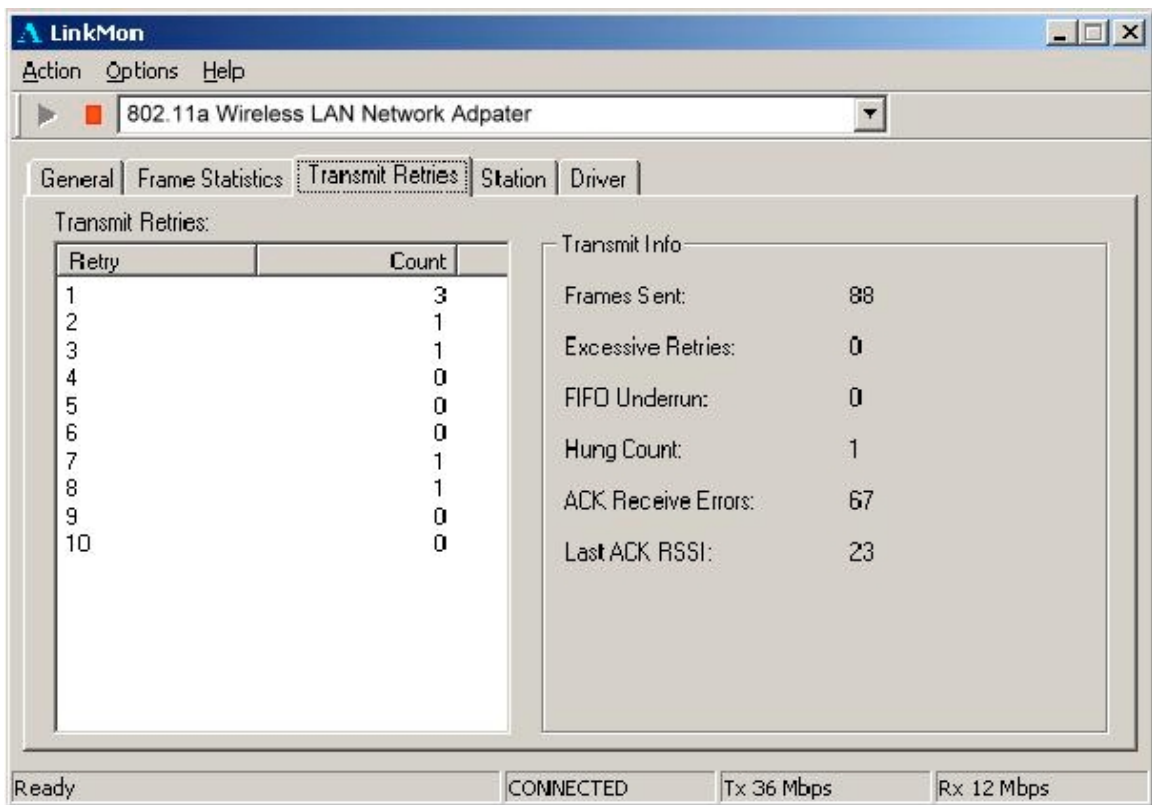 LinkMon
Action Options Help
802.11a Wireless LAN Network Adpater
General Frame Statistics Transmit Retries Station Driver
Transmit Retries:
Retry Count
1 3
2 1
3 1
4 0
5 0
6 0
7 1
8 1
9 0
10 0
Transmit Info
Frames Sent: 88
Excessive Retries: 0
FIFO Underrun: 0
Hung Count: 1
ACK Receive Errors: 67
Last ACK RSSI: 23
Ready CONNECTED Tx 36 Mbps Rx 12 Mbps